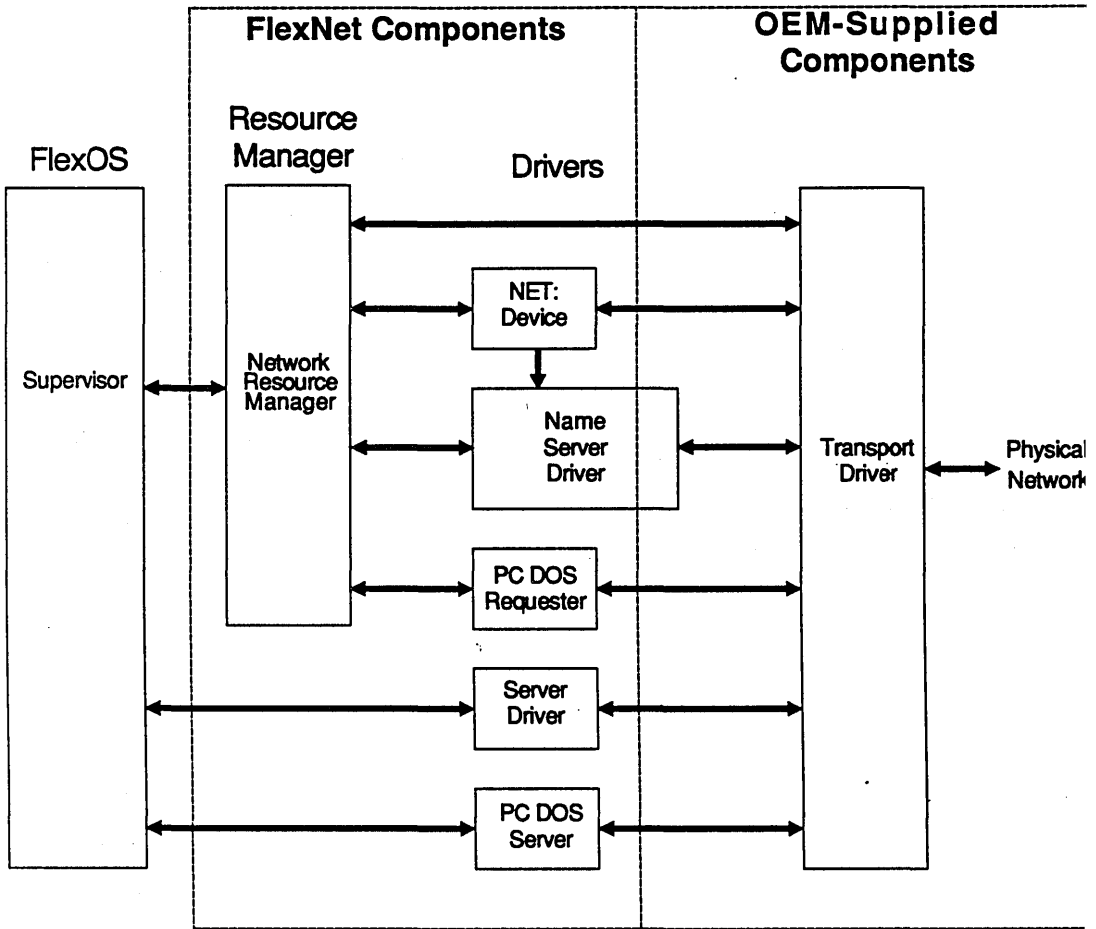 FlexNet Components
OEM-Supplied
Components
Resource
Manager
FlexOS
Drivers
NET:
Device
Supervisor
Network
Resource
Manager
Name
Server
Driver
Transport
Driver
Physical
Network
PC DOS
Requester
Server
Driver
PC DOS
Server